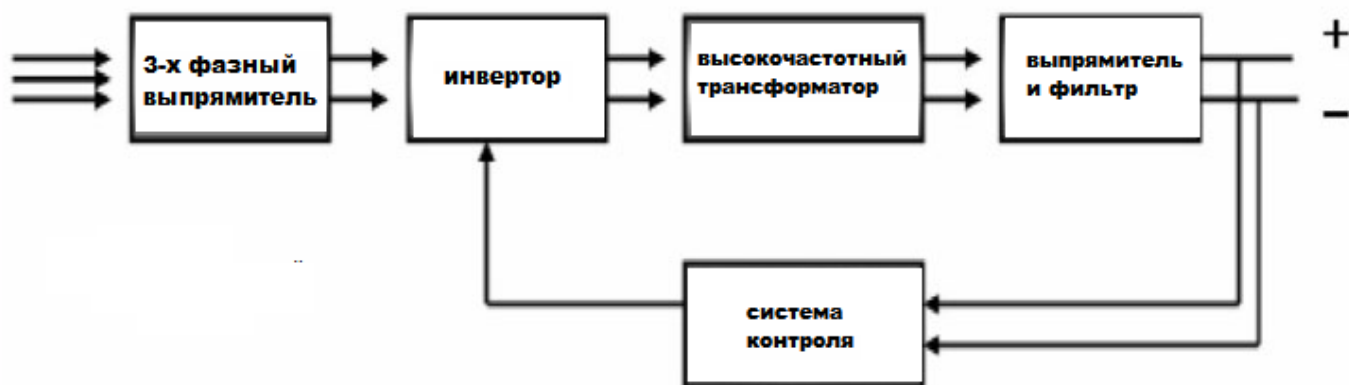 3-х фазный
выпрямитель
инвертор
высокочастотный
трансформатор
выпрямитель
и фильтр
+
−
система
контроля